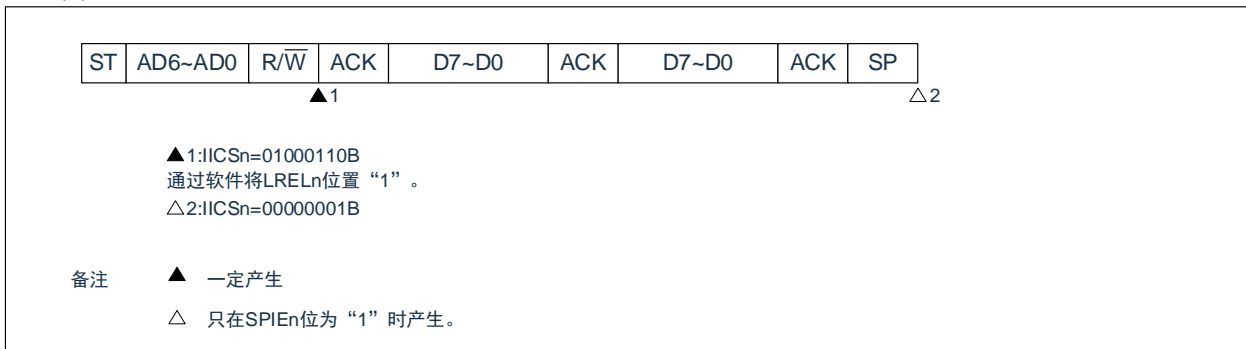 ST AD6~AD0 R/W̅ ACK D7~D0 ACK D7~D0 ACK SP
▲1 △2
▲1:IICSn=01000110B
通过软件将LRELn位置“1”。
△2:IICSn=00000001B
备注 ▲ 一定产生
△ 只在SPIEn位为“1”时产生。